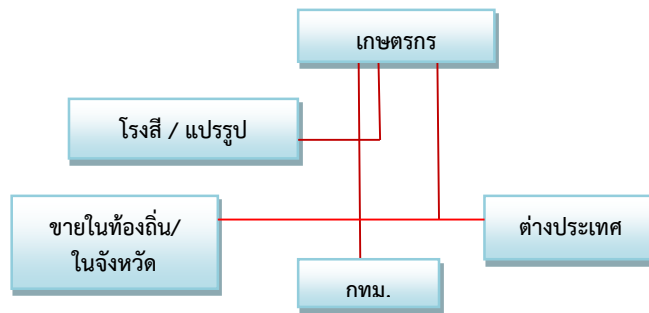 เกษตรกร
โรงสี / แปรรูป
ขายในท้องถิ่น/
ในจังหวัด
ต่างประเทศ
กทม.